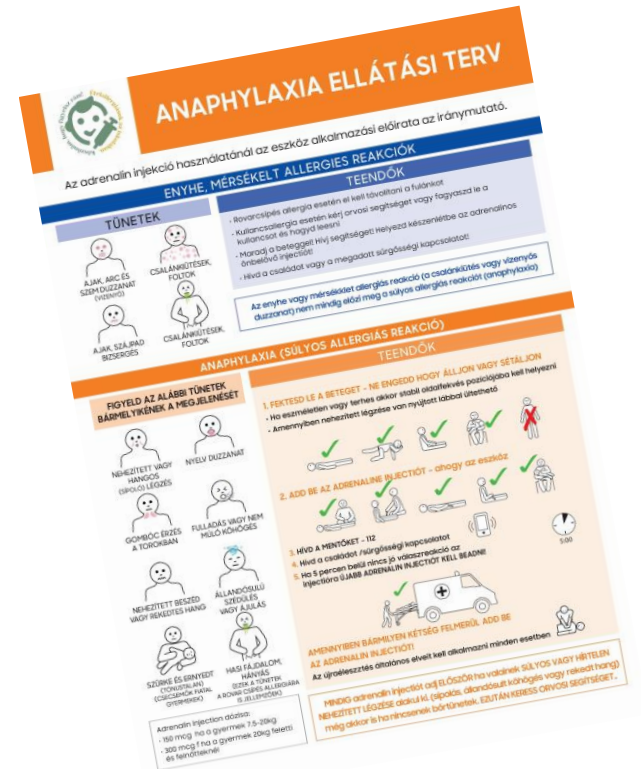 ANAPHYLAXIA ELLÁTÁSI TERV
Az adrenalin injekció használatánál az eszköz alkalmazási előirata az iránymutató.
ENYHE, MÉRSÉKELT ALLERGIES REAKCIÓK
TÜNETEK
AJAK, ARC ÉS
SZEM DUZZANAT
(VIZENYŐ)
CSALÁNKIÜTÉSEK,
FOLTOK
AJAK, SZÁJPAD
BIZSERGÉS
CSALÁNKIÜTÉSEK,
FOLTOK
TEENDŐK
· Rovarcsípés allergia esetén el kell távolítani a fulánkot
· Kullancsallergia esetén kérj orvosi segítséget vagy fagyaszd le a
kullancsot és hagyd leesni
· Maradj a beteggel! Hívj segítséget! Helyezd készenlétbe az adrenalinos
önbelövő injectiót!
· Hívd a családot vagy a megadott sürgősségi kapcsolatot!
Az enyhe vagy mérsékldet allergiás reakció (a csalánkiütés vagy vizenyős
duzzanat) nem mindig előzi meg a súlyos allergiás reakciót (anaphylaxia)
ANAPHYLAXIA (SÚLYOS ALLERGIÁS REAKCIÓ)
FIGYELD AZ ALÁBBI TÜNETEK
BÁRMELYIKÉNEK A MEGJELENÉSÉT
NEHEZÍTETT VAGY
HANGOS
(SÍPOLÓ) LÉGZÉS
NYELV DUZZANAT
GOMBÓC ÉRZÉS
A TOROKBAN
FULLADÁS VAGY NEM
MÚLÓ KÖHÖGÉS
NEHEZÍTETT BESZÉD
VAGY REKEDTES HANG
ÁLLANDÓSULÓ
SZÉDÜLÉS
VAGY ÁJULÁS
SZÜRKE ÉS ERNYEDT
(TÓNUSTALAN)
(CSECSEMŐK FIATAL
GYERMEKEK)
HASI FÁJDALOM,
HÁNYÁS
(EZEK A TÜNETEK
A ROVAR CSÍPÉS ALLERGIÁRA
IS JELLEMZŐEK)
Adrenalin injection dózisa:
· 150 mcg ha a gyermek 7.5-20kg
· 300 mcg f ha a gyermek 20kg feletti
és felnőtteknél
TEENDŐK
1. FEKTESD LE A BETEGET - NE ENGEDD HOGY ÁLLJON VAGY SÉTÁLJON
· Ha eszméletlen vagy terhes akkor stabil oldalfekvés pozíciójába kell helyezni
· Amennyiben nehezített légzése van nyújtott lábbal ültethető
2. ADD BE AZ ADRENALINE INJECTIÓT - ahogy az eszköz
3. HÍVD A MENTŐKET - 112
4. Hívd a családot /sürgősségi kapcsolatot
5. Ha 5 percen belül nincs jó válaszreakció az
injectióra ÚJABB ADRENALIN INJECTIÓT KELL BEADNI!
5:00
AMENNYIBEN BÁRMILYEN KÉTSÉG FELMERÜL ADD BE
AZ ADRENALIN INJECTIÓT!
Az újraélesztés általános elveit kell alkalmazni minden esetben
MINDIG adrenalin injectiót adj ELŐSZÖR ha valainek SÚLYOS VAGY HIRTELEN
NEHEZÍTETT LÉGZÉSE alakul ki. (sípolás, állandósult köhögés vagy rekedt hang)
még akkor is ha nincsenek bőrtünetek. EZUTÁN KERESS ORVOSI SEGÍTSÉGET.